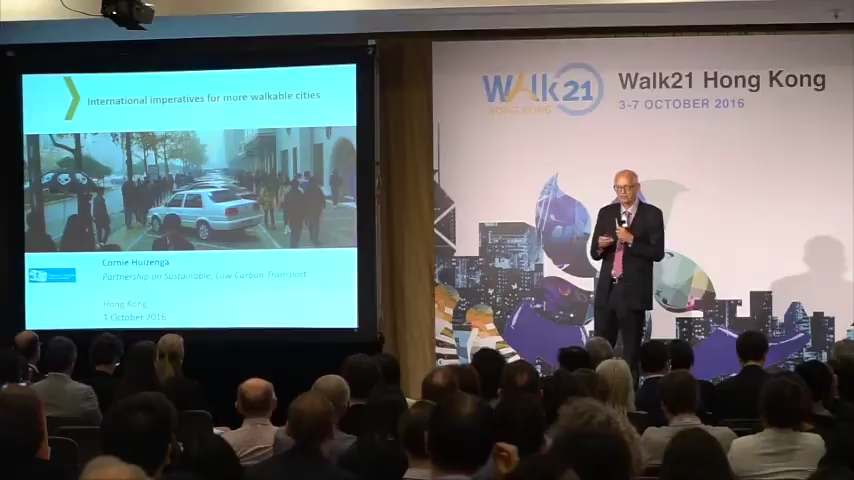 International imperatives for more walkable cities
Cornie Huizenga
Partnership on Sustainable, Low Carbon Transport
Hong Kong
1 October 2016
Walk21
HONG KONG
Walk21 Hong Kong
3-7 OCTOBER 2016